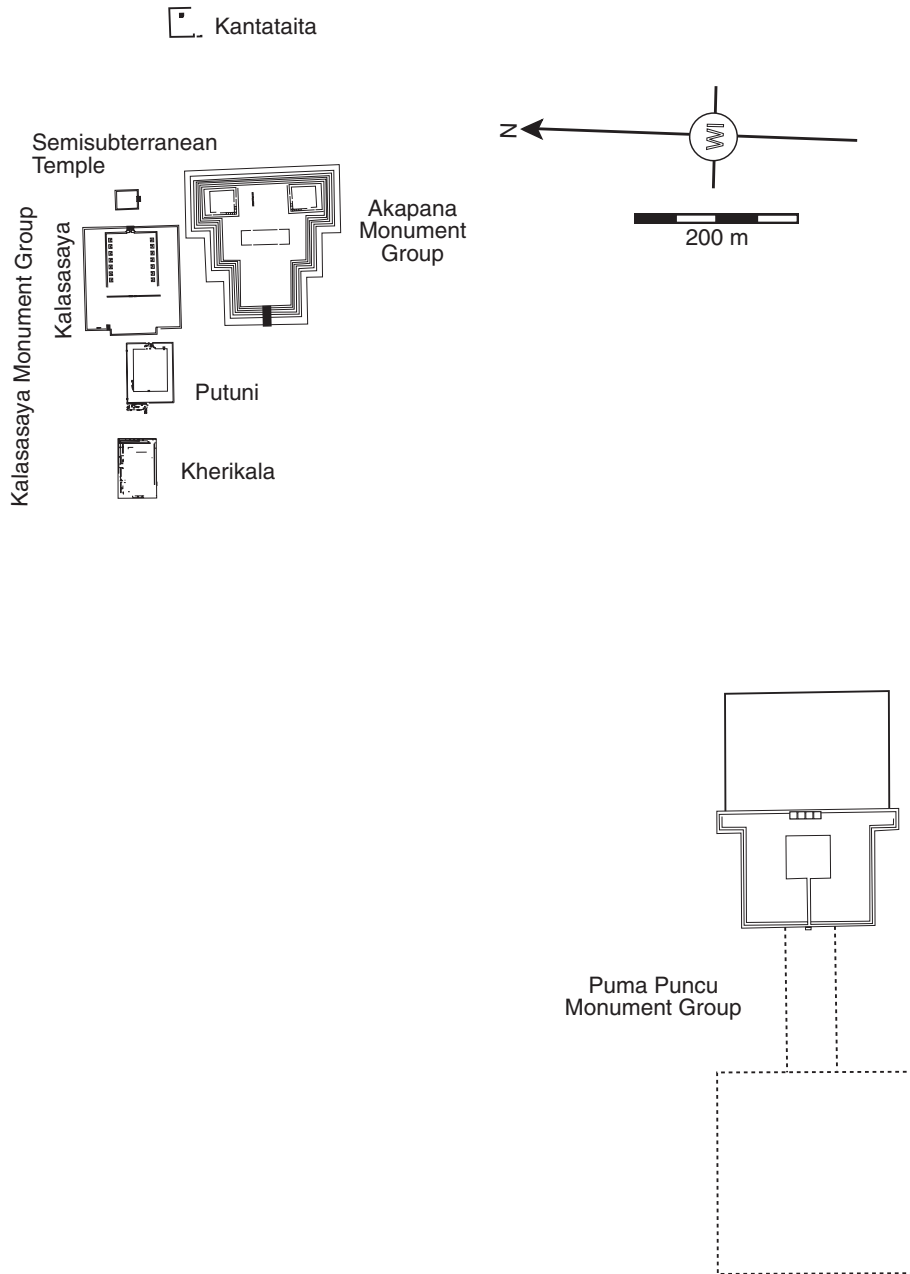 Kantataita
N
Semisubterranean
Temple
200 m
Akapana
Monument
Group
Kalasasaya Monument Group
Kalasasaya
Putuni
Kherikala
Puma Puncu
Monument Group